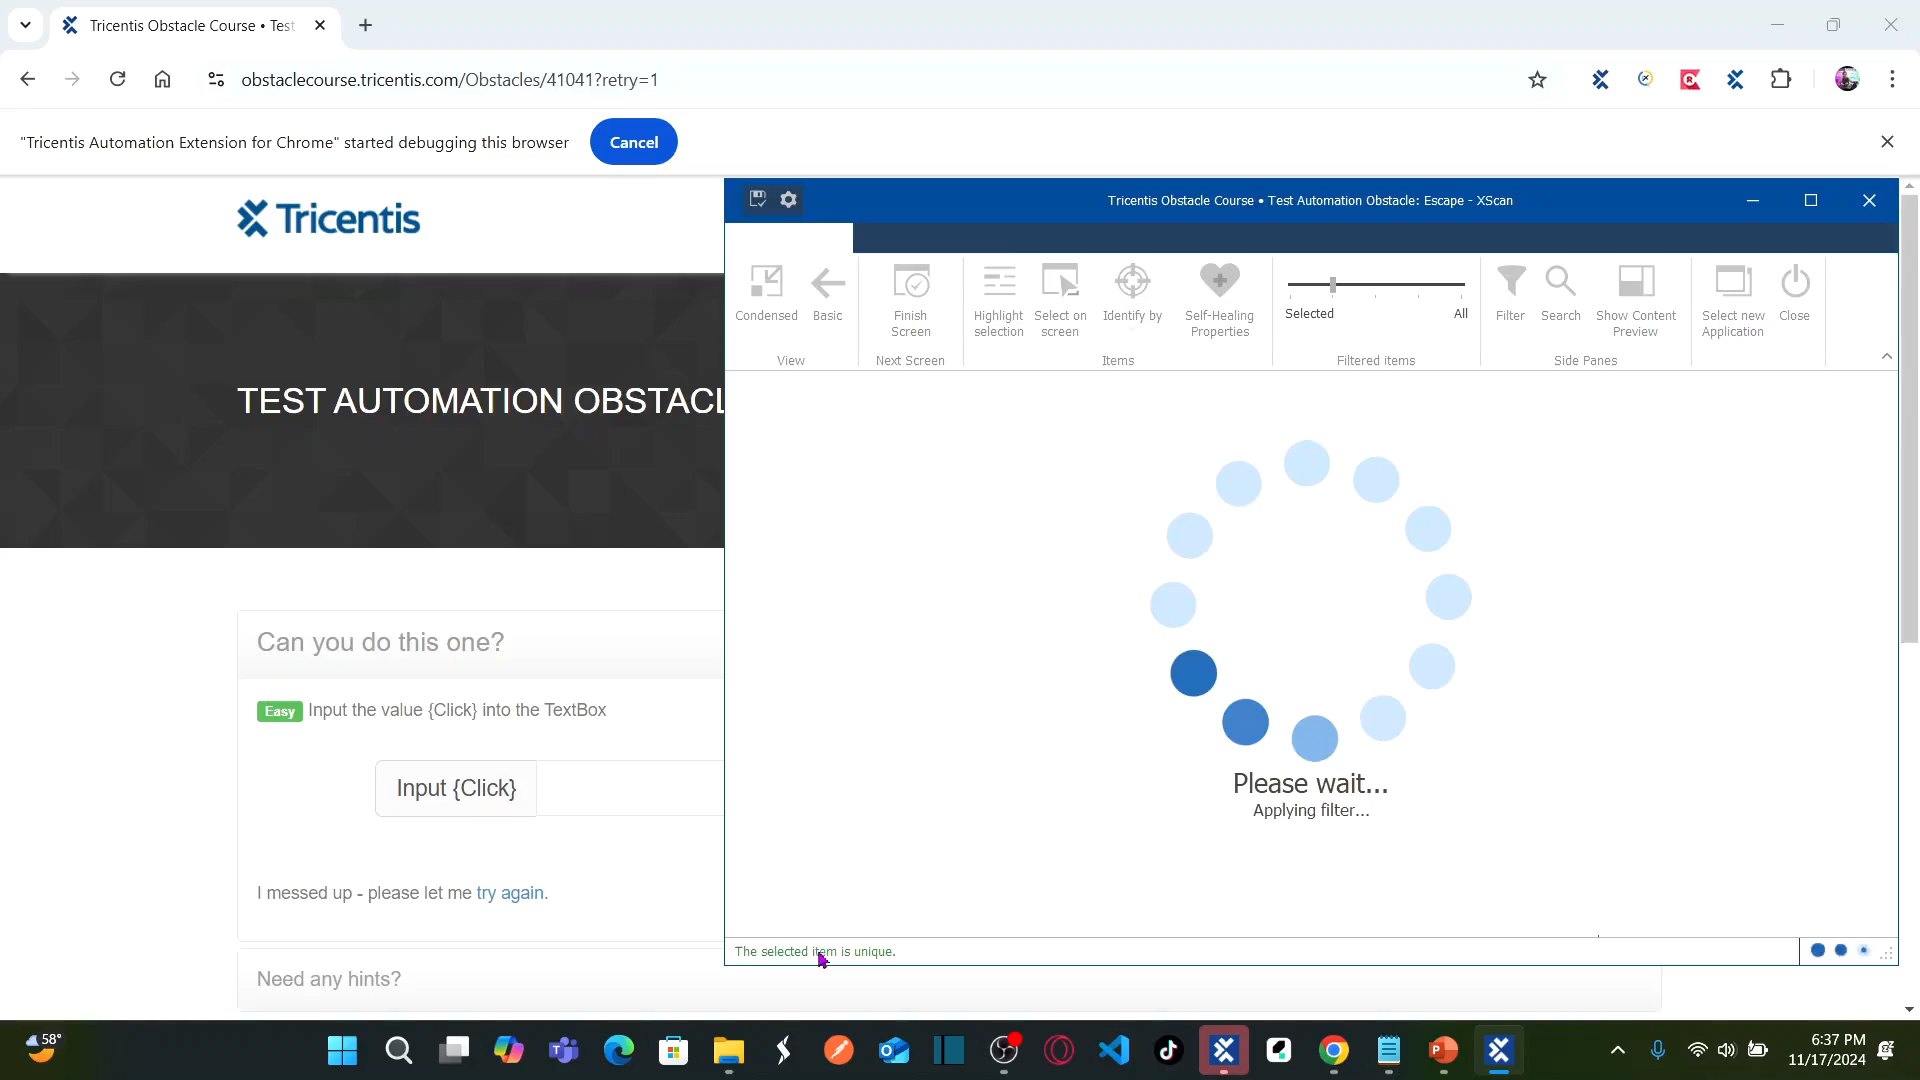 Tricentis Obstacle Course • Test
obstaclecourse.tricentis.com/Obstacles/41041?retry=1
"Tricentis Automation Extension for Chrome" started debugging this browser
Cancel
Tricentis
TEST AUTOMATION OBSTACL
Can you do this one?
Easy Input the value {Click} into the TextBox
Input {Click}
I messed up - please let me try again.
Need any hints?
Tricentis Obstacle Course • Test Automation Obstacle: Escape - XScan
Condensed
Basic
View
Finish
Screen
Next Screen
Highlight
selection
Select on
screen
Identify by
Self-Healing
Properties
Items
Selected
All
Filtered items
Filter
Search
Show Content
Preview
Side Panes
Select new
Application
Close
Please wait...
Applying filter...
The selected item is unique.
58°
6:37 PM
11/17/2024